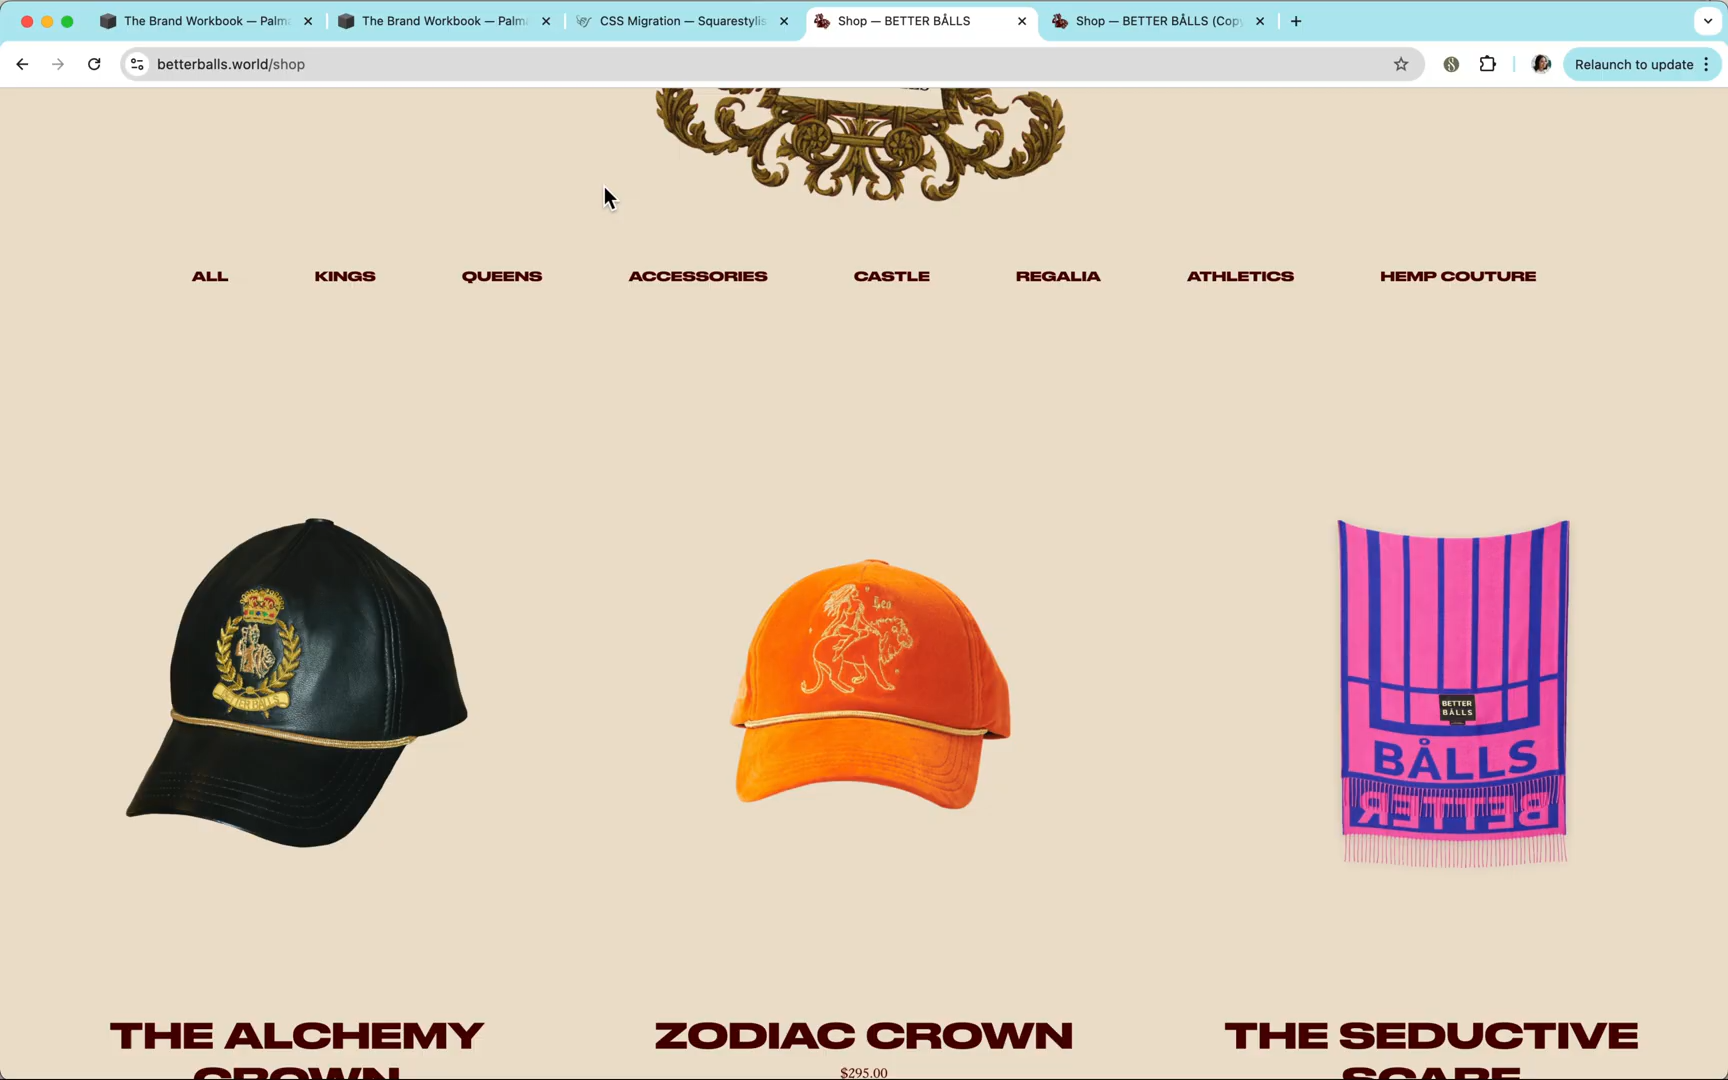 The Brand Workbook — Palm
The Brand Workbook — Palm
CSS Migration — Squarestylis
Shop — BETTER BÅLLS
Shop — BETTER BÅLLS (Copy
betterballs.world/shop
Relaunch to update
ALL
KINGS
QUEENS
ACCESSORIES
CASTLE
REGALIA
ATHLETICS
HEMP COUTURE
Leo
BETTER
BÅLLS
BÅLLS
BETTER
THE ALCHEMY
CROWN
ZODIAC CROWN
$295.00
THE SEDUCTIVE
SCARF